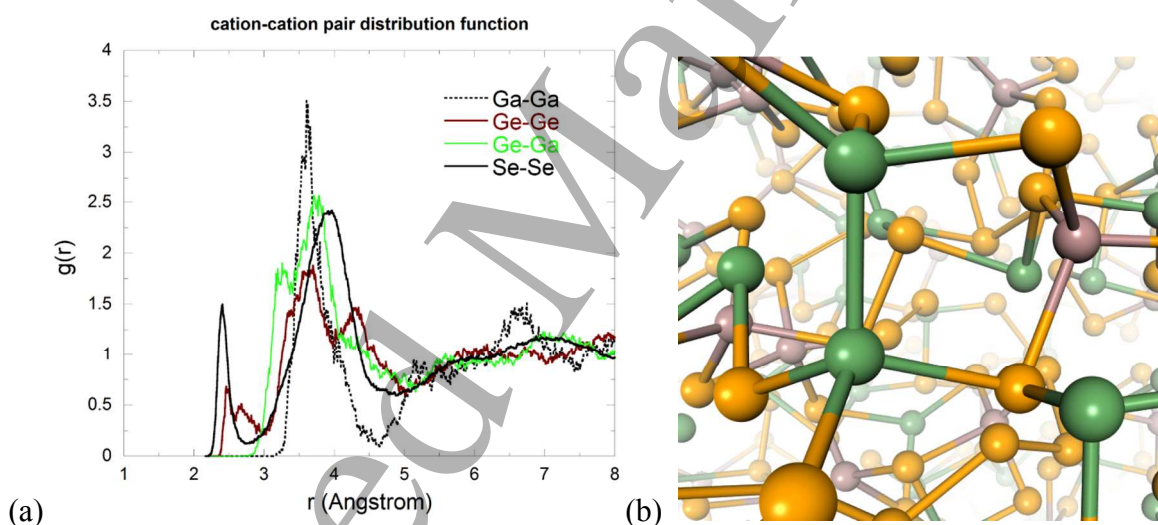 cation-cation pair distribution function
4
3.5
3
2.5
2
1.5
1
0.5
0
g(r)
Ga-Ga
Ge-Ge
Ge-Ga
Se-Se
1 2 3 4 5 6 7 8
r (Angstrom)
(a)
(b)